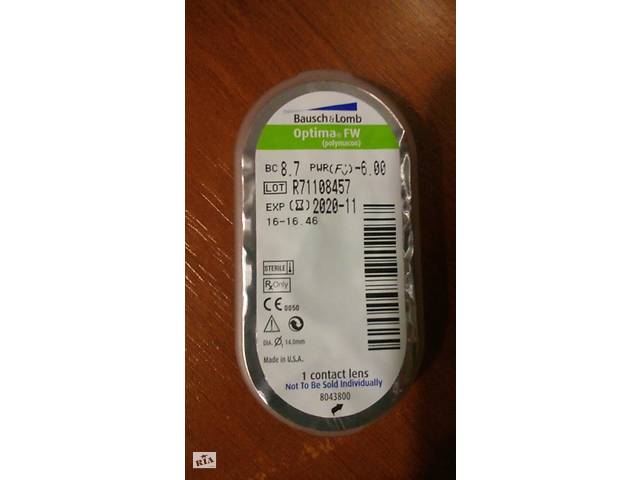 Bausch & Lomb
Optima® FW
(polymacon)
BC 8.7 PWR(Fv)-6.00
LOT R71108457
EXP 2020-11
16-16.46
STERILE
Rx Only
CE 0050
DIA. Ø 14.0mm
Made in U.S.A.
1 contact lens
Not To Be Sold Individually
8043800
RIA